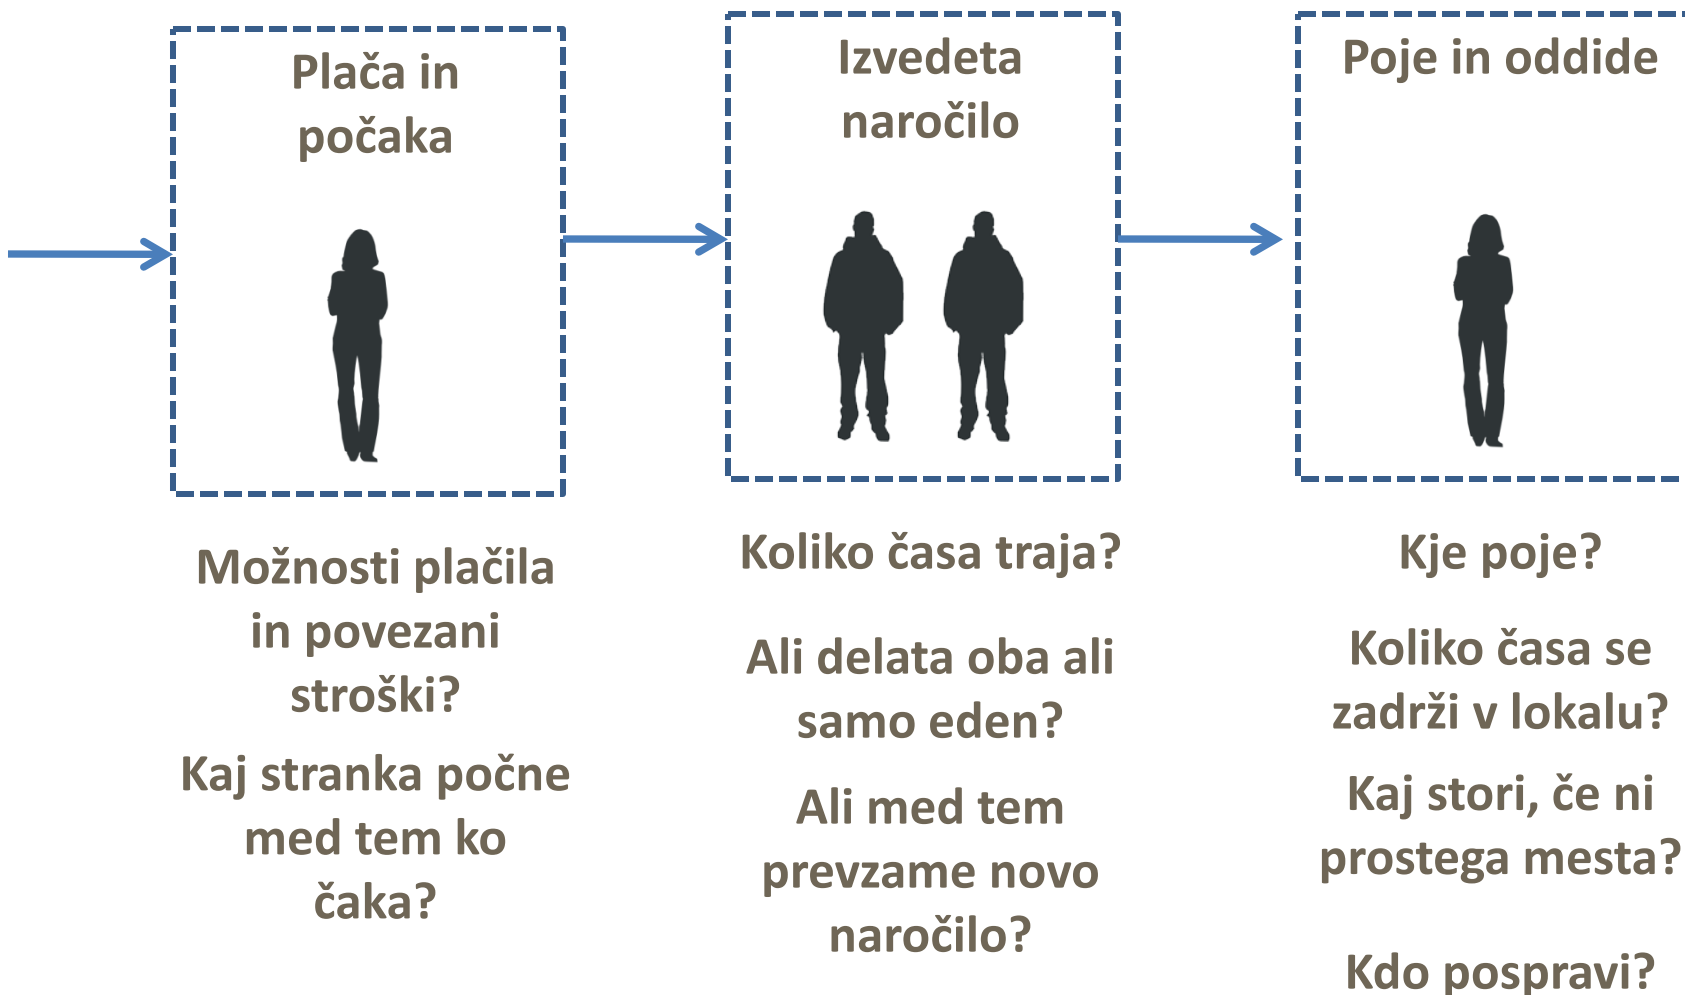 Plača in
počaka
Možnosti plačila
in povezani
stroški?
Kaj stranka počne
med tem ko
čaka?
Izvedeta
naročilo
Koliko časa traja?
Ali delata oba ali
samo eden?
Ali med tem
prevzame novo
naročilo?
Poje in oddide
Kje poje?
Koliko časa se
zadrži v lokalu?
Kaj stori, če ni
prostega mesta?
Kdo pospravi?